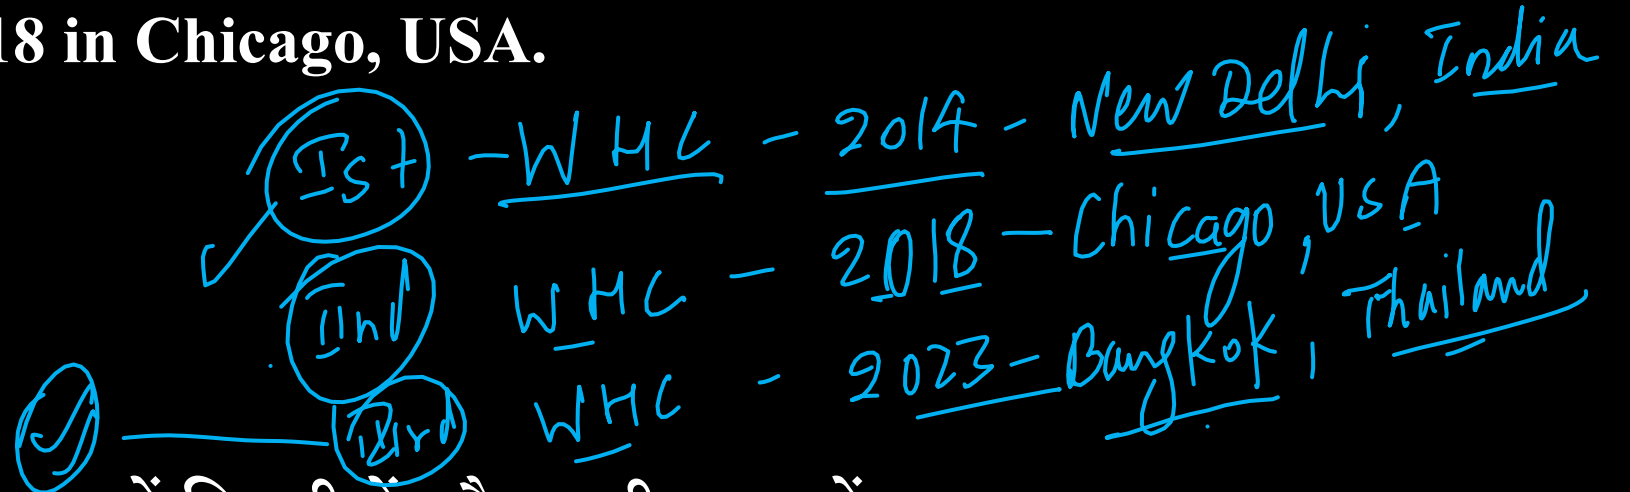 18 in Chicago, USA.
Ist - WHC - 2014 - New Delhi, India
IInd WHC - 2018 - Chicago, USA
IIIrd WHC - 2023 - Bangkok, Thailand